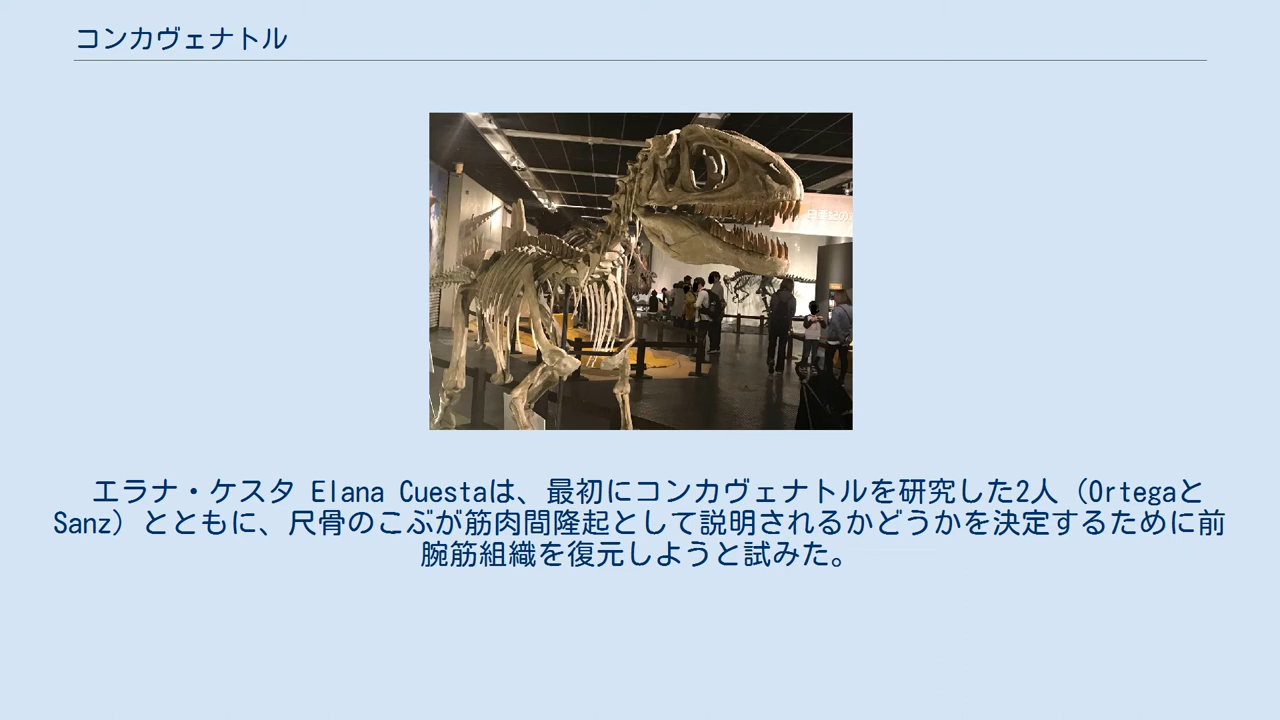 コンカヴェナトル
エラナ・ケスタ Elana Cuestaは、最初にコンカヴェナトルを研究した2人（Ortegaと
Sanz）とともに、尺骨のこぶが筋肉間隆起として説明されるかどうかを決定するために前
腕筋組織を復元しようと試みた。